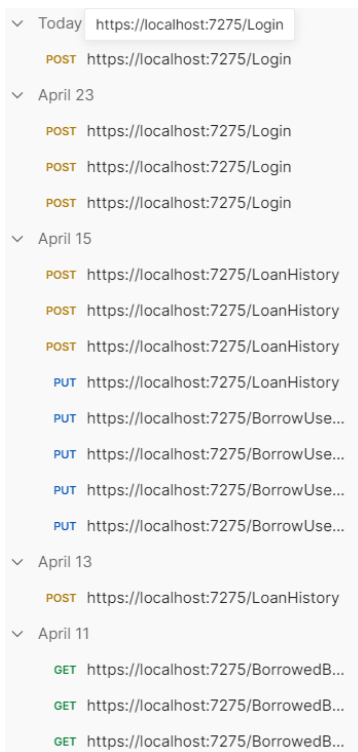 Today https://localhost:7275/Login
POST https://localhost:7275/Login
April 23
POST https://localhost:7275/Login
POST https://localhost:7275/Login
POST https://localhost:7275/Login
April 15
POST https://localhost:7275/LoanHistory
POST https://localhost:7275/LoanHistory
POST https://localhost:7275/LoanHistory
PUT https://localhost:7275/LoanHistory
PUT https://localhost:7275/BorrowUse...
PUT https://localhost:7275/BorrowUse...
PUT https://localhost:7275/BorrowUse...
PUT https://localhost:7275/BorrowUse...
April 13
POST https://localhost:7275/LoanHistory
April 11
GET https://localhost:7275/BorrowedB...
GET https://localhost:7275/BorrowedB...
GET https://localhost:7275/BorrowedB...